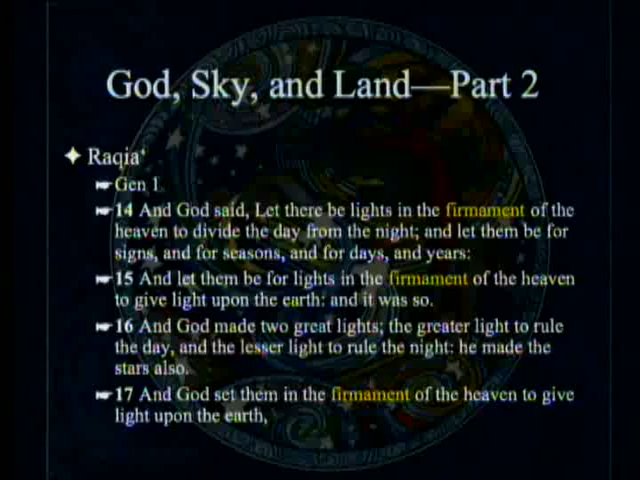 God, Sky, and Land—Part 2
Raqia‘
Gen 1
14 And God said, Let there be lights in the firmament of the
heaven to divide the day from the night; and let them be for
signs, and for seasons, and for days, and years:
15 And let them be for lights in the firmament of the heaven
to give light upon the earth: and it was so.
16 And God made two great lights; the greater light to rule
the day, and the lesser light to rule the night: he made the
stars also.
17 And God set them in the firmament of the heaven to give
light upon the earth,